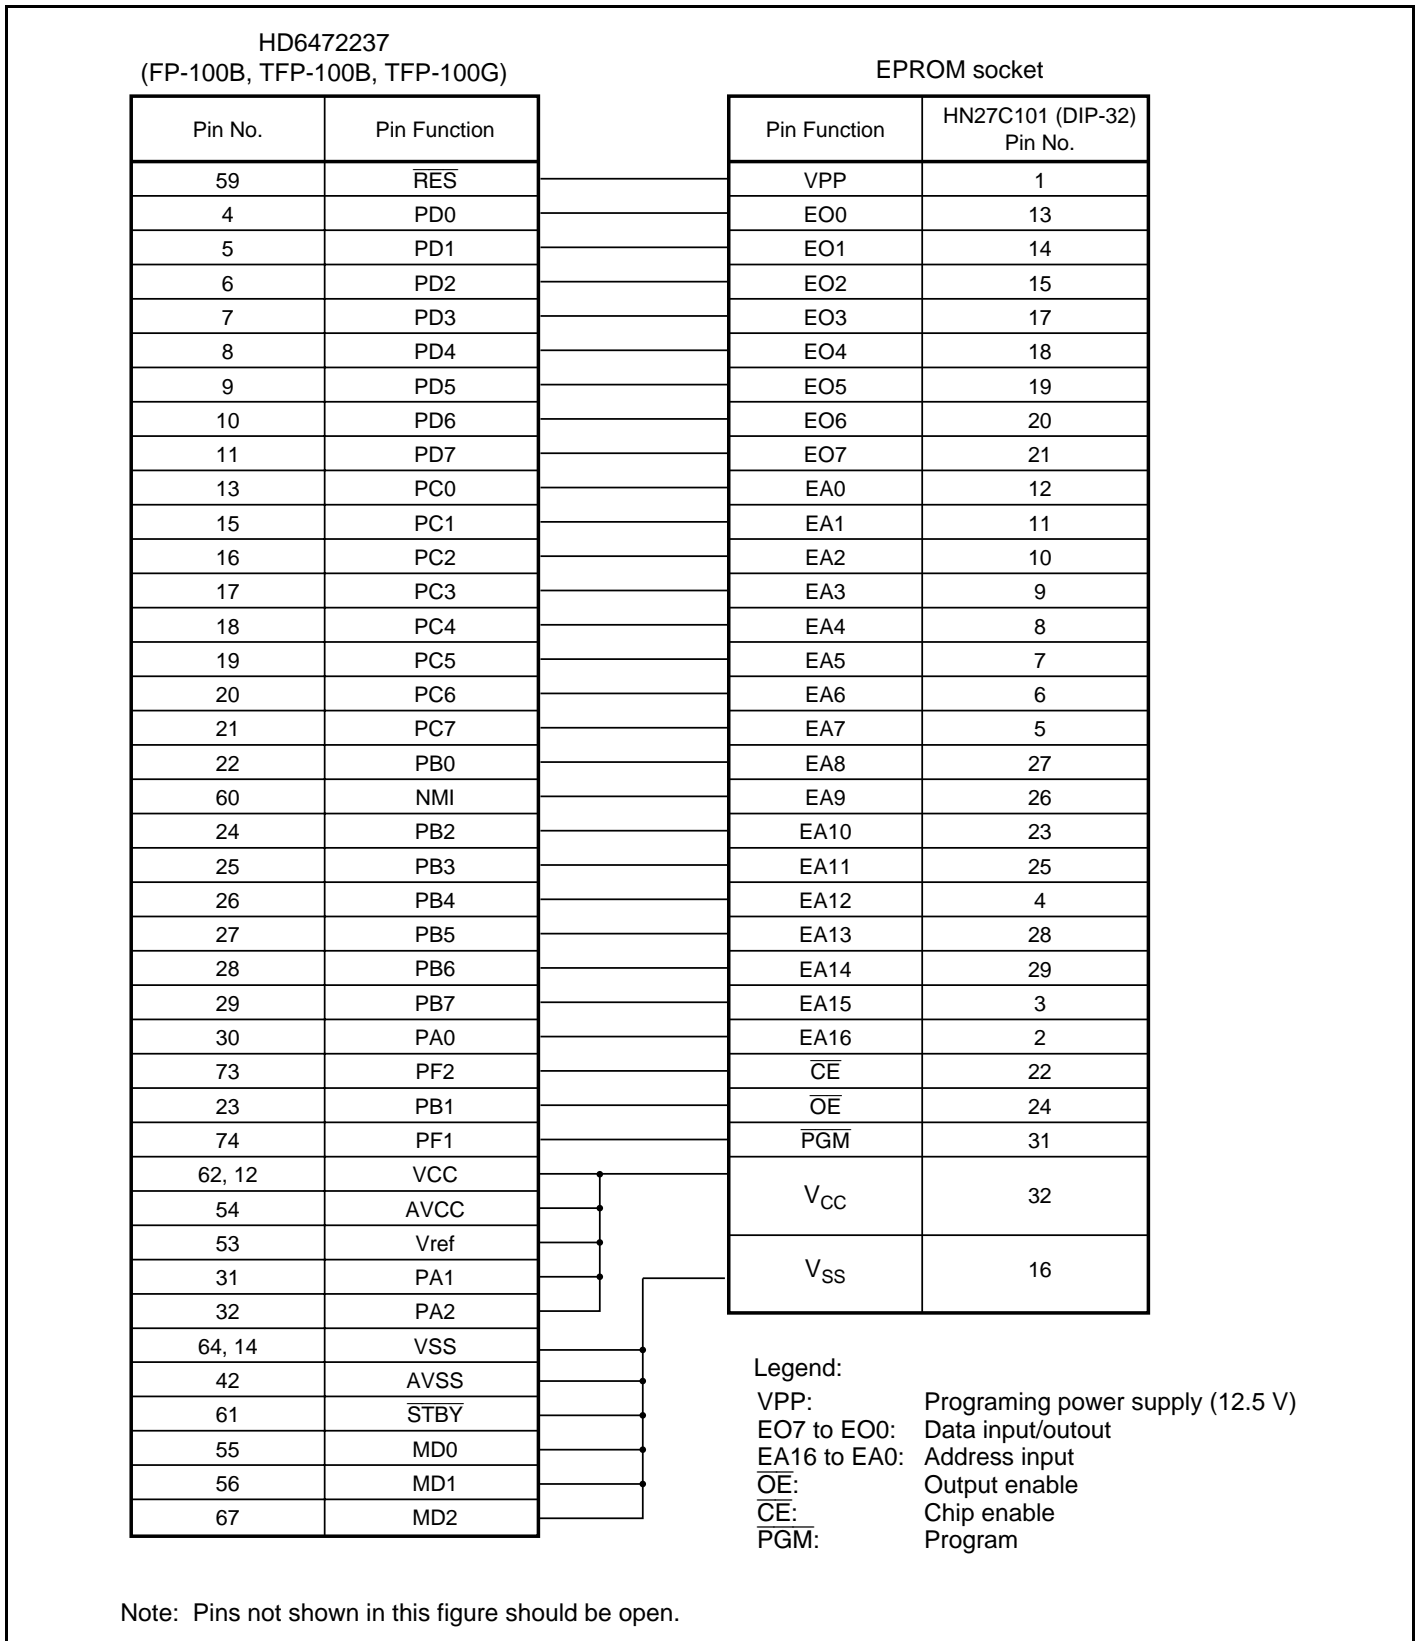 HD6472237
(FP-100B, TFP-100B, TFP-100G)
EPROM socket
Pin No. Pin Function Pin Function HN27C101 (DIP-32) Pin No.
59 R̅E̅S̅ VPP 1
4 PD0 EO0 13
5 PD1 EO1 14
6 PD2 EO2 15
7 PD3 EO3 17
8 PD4 EO4 18
9 PD5 EO5 19
10 PD6 EO6 20
11 PD7 EO7 21
13 PC0 EA0 12
15 PC1 EA1 11
16 PC2 EA2 10
17 PC3 EA3 9
18 PC4 EA4 8
19 PC5 EA5 7
20 PC6 EA6 6
21 PC7 EA7 5
22 PB0 EA8 27
60 NMI EA9 26
24 PB2 EA10 23
25 PB3 EA11 25
26 PB4 EA12 4
27 PB5 EA13 28
28 PB6 EA14 29
29 PB7 EA15 3
30 PA0 EA16 2
73 PF2 C̅E̅ 22
23 PB1 O̅E̅ 24
74 PF1 P̅G̅M̅ 31
62, 12 VCC VCC 32
54 AVCC
53 Vref
31 PA1 VSS 16
32 PA2
64, 14 VSS
42 AVSS
61 S̅T̅B̅Y̅
55 MD0
56 MD1
67 MD2
Legend:
VPP: Programing power supply (12.5 V)
EO7 to EO0: Data input/outout
EA16 to EA0: Address input
O̅E̅: Output enable
C̅E̅: Chip enable
P̅G̅M̅: Program
Note: Pins not shown in this figure should be open.